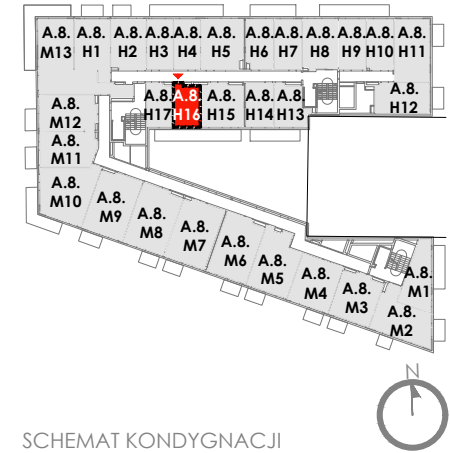 A.8. A.8. A.8. A.8. A.8. A.8. A.8. A.8. A.8. A.8. A.8. A.8.
M13 H1 H2 H3 H4 H5 H6 H7 H8 H9 H10 H11
A.8. A.8. A.8. A.8. A.8. A.8.
H17 H16 H15 H14 H13 H12
A.8.
M12
A.8.
M11
A.8.
M10
A.8.
M9
A.8.
M8
A.8.
M7
A.8.
M6
A.8.
M5
A.8.
M4
A.8.
M3
A.8.
M2
A.8.
M1
N
SCHEMAT KONDYGNACJI